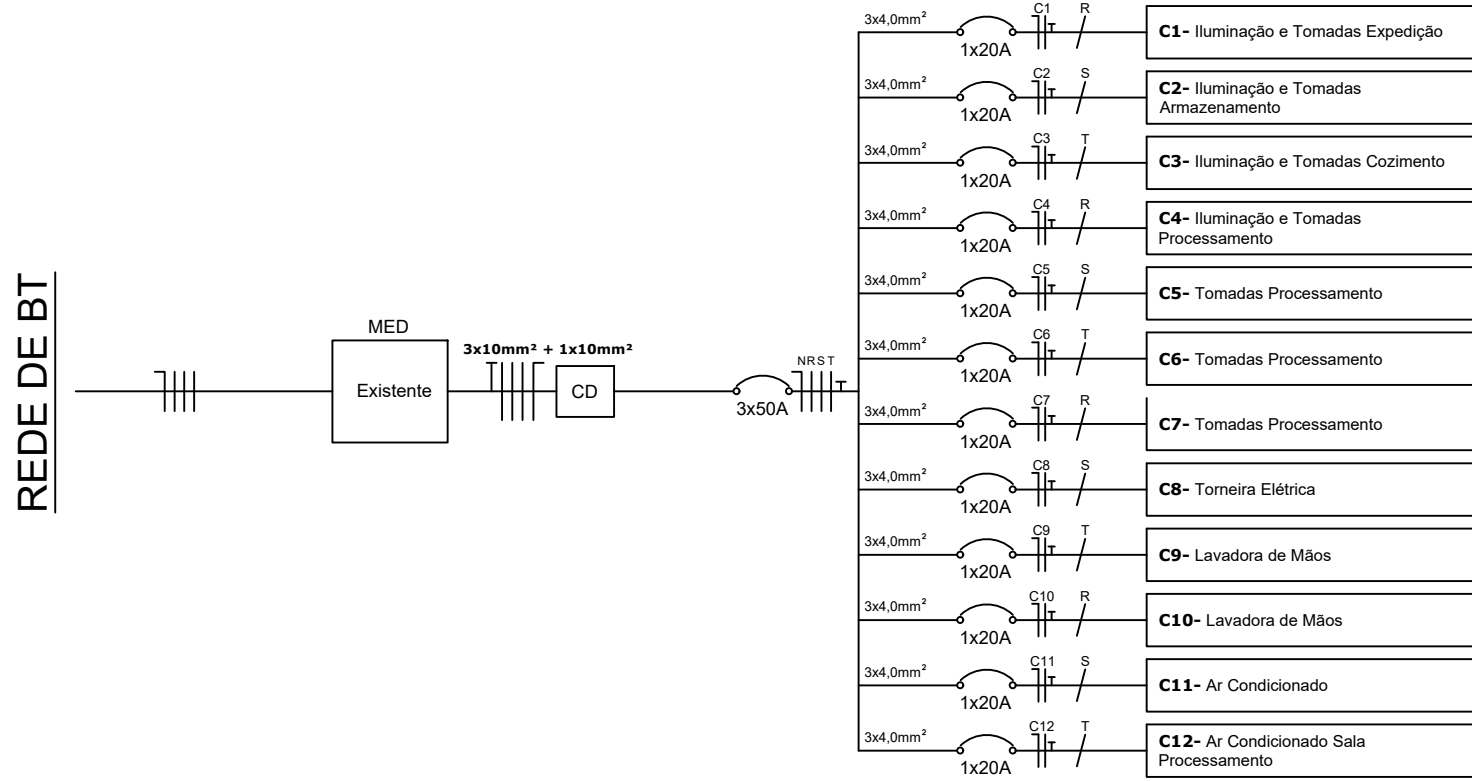 REDE DE BT
MED
Existente
3x10mm² + 1x10mm²
CD
3x50A
N R S T
3x4,0mm²
1x20A
C1
R
C1- Iluminação e Tomadas Expedição
3x4,0mm²
1x20A
C2
S
C2- Iluminação e Tomadas
Armazenamento
3x4,0mm²
1x20A
C3
T
C3- Iluminação e Tomadas Cozimento
3x4,0mm²
1x20A
C4
R
C4- Iluminação e Tomadas
Processamento
3x4,0mm²
1x20A
C5
S
C5- Tomadas Processamento
3x4,0mm²
1x20A
C6
T
C6- Tomadas Processamento
3x4,0mm²
1x20A
C7
R
C7- Tomadas Processamento
3x4,0mm²
1x20A
C8
S
C8- Torneira Elétrica
3x4,0mm²
1x20A
C9
T
C9- Lavadora de Mãos
3x4,0mm²
1x20A
C10
R
C10- Lavadora de Mãos
3x4,0mm²
1x20A
C11
S
C11- Ar Condicionado
3x4,0mm²
1x20A
C12
T
C12- Ar Condicionado Sala
Processamento